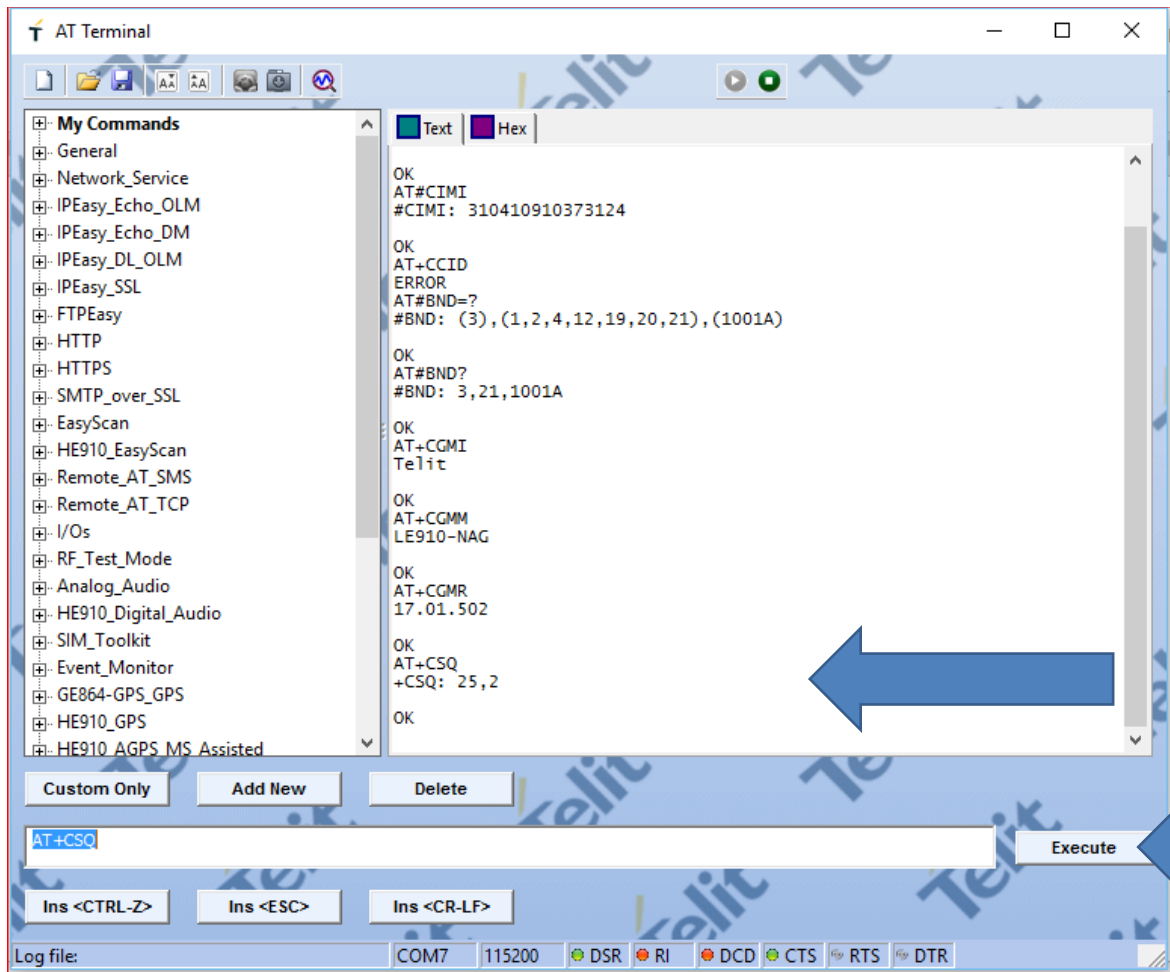 AT Terminal
My Commands
General
Network_Service
IPEasy_Echo_OLM
IPEasy_Echo_DM
IPEasy_DL_OLM
IPEasy_SSL
FTPEasy
HTTP
HTTPS
SMTP_over_SSL
EasyScan
HE910_EasyScan
Remote_AT_SMS
Remote_AT_TCP
I/Os
RF_Test_Mode
Analog_Audio
HE910_Digital_Audio
SIM_Toolkit
Event_Monitor
GE864-GPS_GPS
HE910_GPS
HE910_AGPS_MS_Assisted
Text Hex
OK
AT#CIMI
#CIMI: 310410910373124
OK
AT+CCID
ERROR
AT#BND=?
#BND: (3),(1,2,4,12,19,20,21),(1001A)
OK
AT#BND?
#BND: 3,21,1001A
OK
AT+CGMI
Telit
OK
AT+CGMM
LE910-NAG
OK
AT+CGMR
17.01.502
OK
AT+CSQ
+CSQ: 25,2
OK
Custom Only Add New Delete
AT+CSQ
Execute
Ins <CTRL-Z> Ins <ESC> Ins <CR-LF>
Log file: COM7 115200 DSR RI DCD CTS RTS DTR